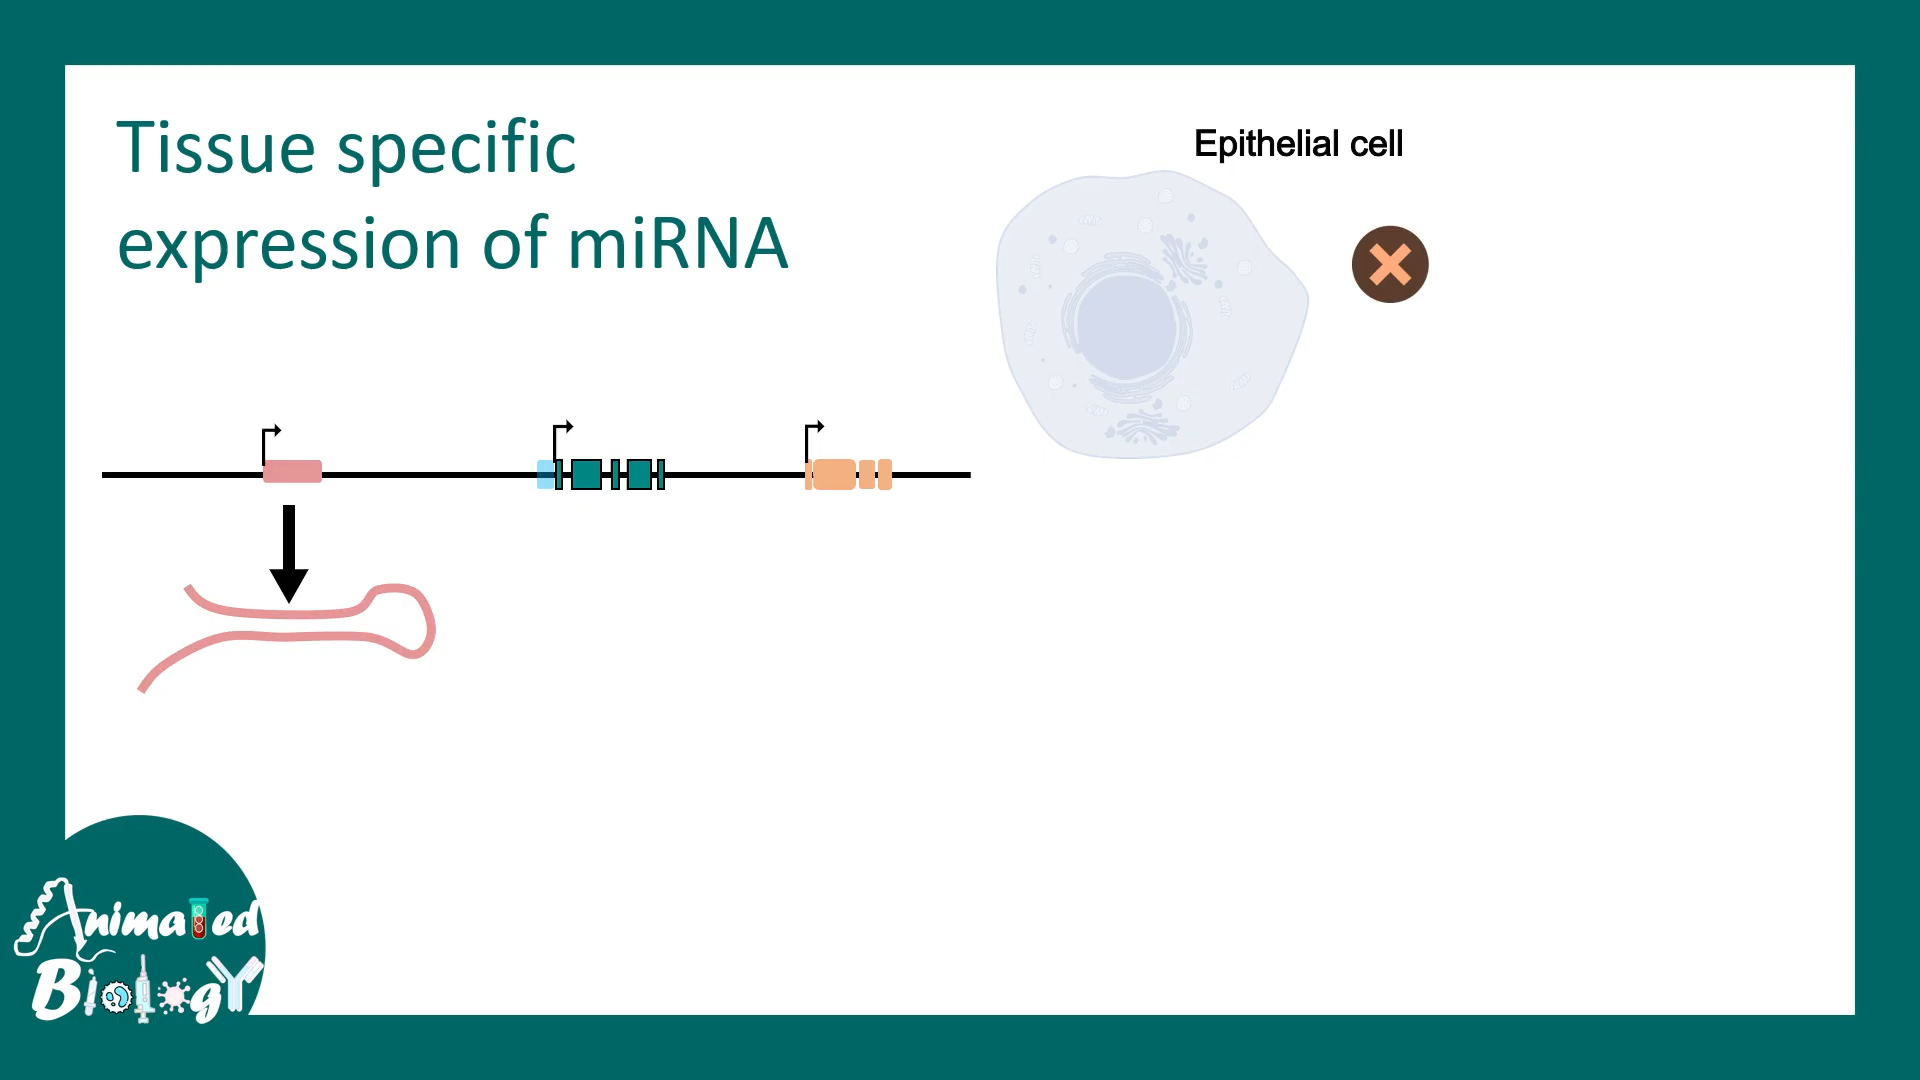 Tissue specific
expression of miRNA
Epithelial cell
Animated
Biology